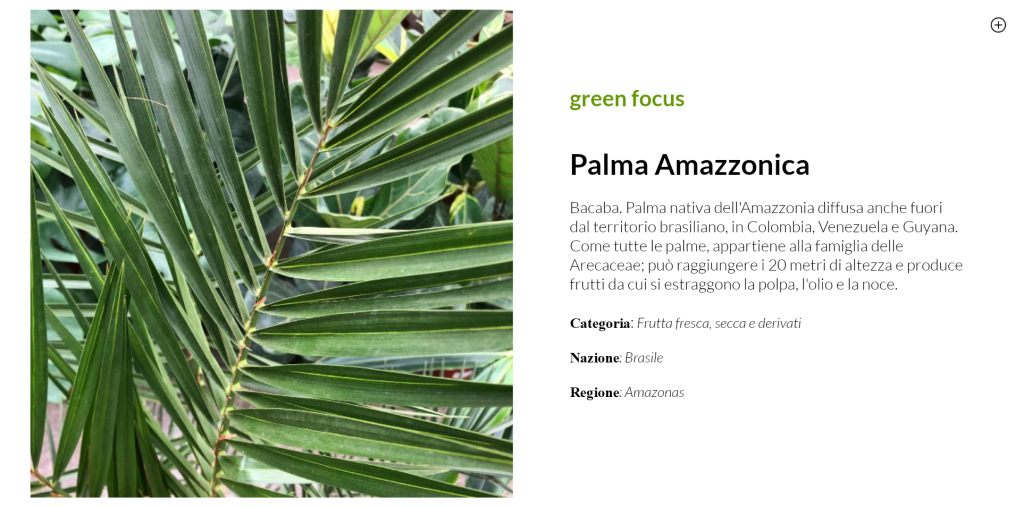 green focus
Palma Amazzonica
Bacaba. Palma nativa dell'Amazzonia diffusa anche fuori
dal territorio brasiliano, in Colombia, Venezuela e Guyana.
Come tutte le palme, appartiene alla famiglia delle
Arecaceae; può raggiungere i 20 metri di altezza e produce
frutti da cui si estraggono la polpa, l'olio e la noce.
Categoria: Frutta fresca, secca e derivati
Nazione: Brasile
Regione: Amazonas